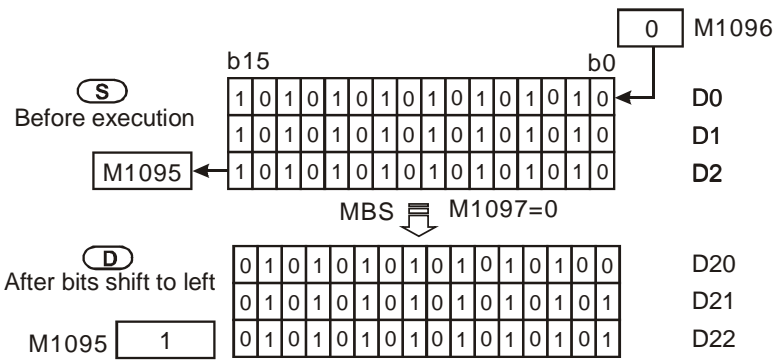 0 M1096
b15 b0
S
Before execution
1 0 1 0 1 0 1 0 1 0 1 0 1 0 1 0 D0
1 0 1 0 1 0 1 0 1 0 1 0 1 0 1 0 D1
M1095 1 0 1 0 1 0 1 0 1 0 1 0 1 0 1 0 D2
MBS M1097=0
D
After bits shift to left
0 1 0 1 0 1 0 1 0 1 0 1 0 1 0 0 D20
0 1 0 1 0 1 0 1 0 1 0 1 0 1 0 1 D21
M1095 1 0 1 0 1 0 1 0 1 0 1 0 1 0 1 0 1 D22